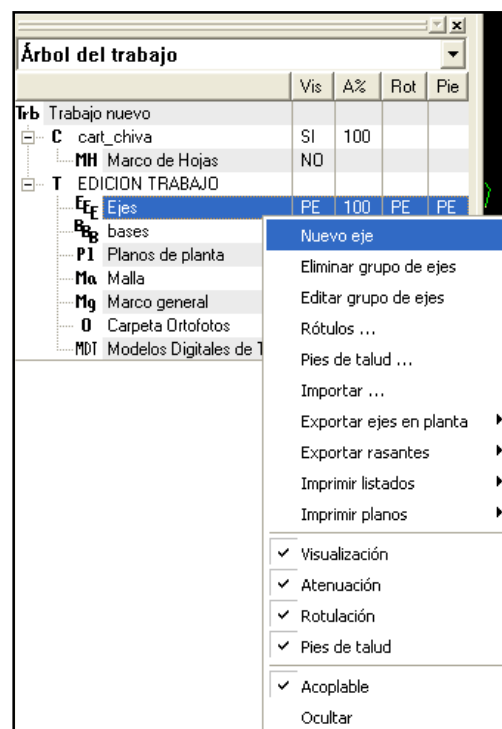 Árbol del trabajo
Vis A% Rot Pie
Trb Trabajo nuevo
C cart_chiva SI 100
MH Marco de Hojas NO
T EDICION TRABAJO
EEE Ejes PE 100 PE PE
BBB bases
Pl Planos de planta
Ma Malla
Mg Marco general
O Carpeta Ortofotos
MDT Modelos Digitales de T
Nuevo eje
Eliminar grupo de ejes
Editar grupo de ejes
Rótulos ...
Pies de talud ...
Importar ...
Exportar ejes en planta
Exportar rasantes
Imprimir listados
Imprimir planos
Visualización
Atenuación
Rotulación
Pies de talud
Acoplable
Ocultar